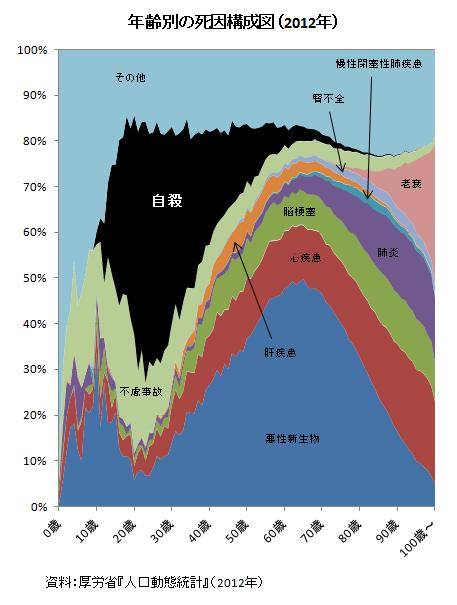 年齢別の死因構成図(2012年)
100%
90%
80%
70%
60%
50%
40%
30%
20%
10%
0%
その他
慢性閉塞性肺疾患
腎不全
老衰
自殺
脳梗塞
肺炎
心疾患
肝疾患
不慮事故
悪性新生物
0歳
10歳
20歳
30歳
40歳
50歳
60歳
70歳
80歳
90歳
100歳~
資料:厚労省『人口動態統計』(2012年)